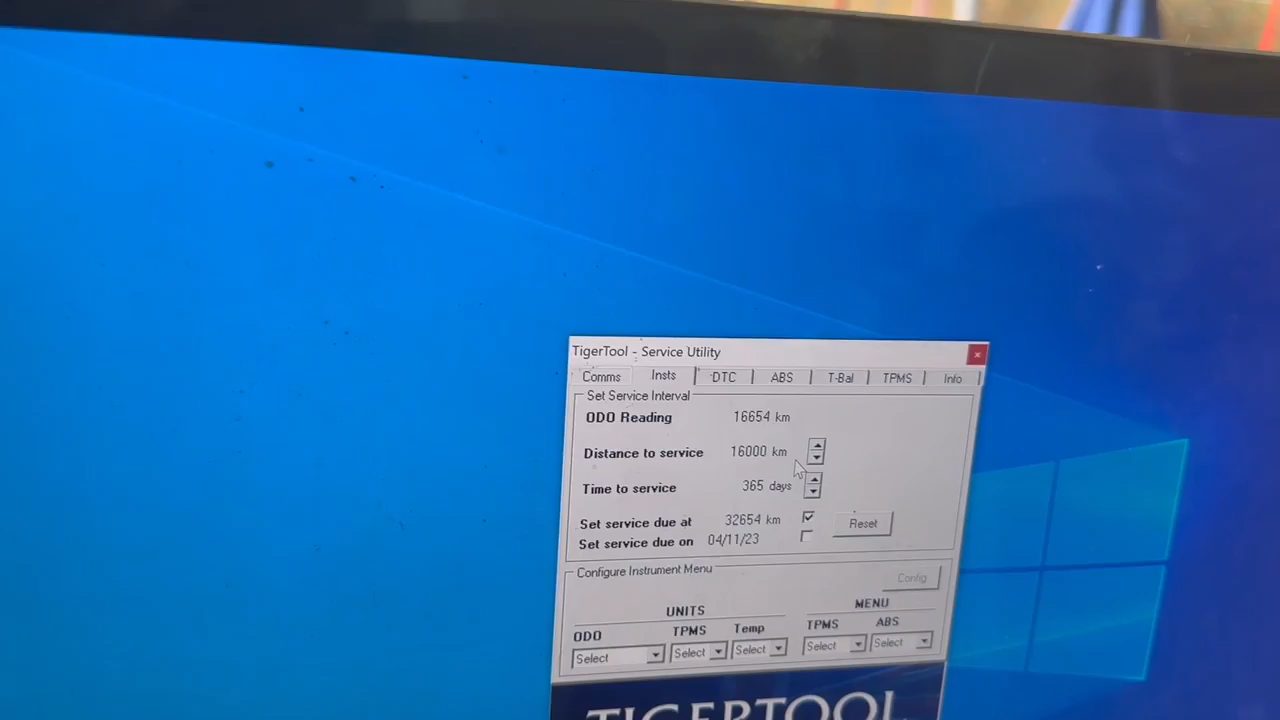 TigerTool - Service Utility
Comms Insts DTC ABS T-Bal TPMS Info
Set Service Interval
ODO Reading 16654 km
Distance to service 16000 km
Time to service 365 days
Set service due at 32654 km Reset
Set service due on 04/11/23
Configure Instrument Menu
Config
UNITS MENU
ODO TPMS Temp TPMS ABS
Select Select Select Select Select
TIGERTOOL